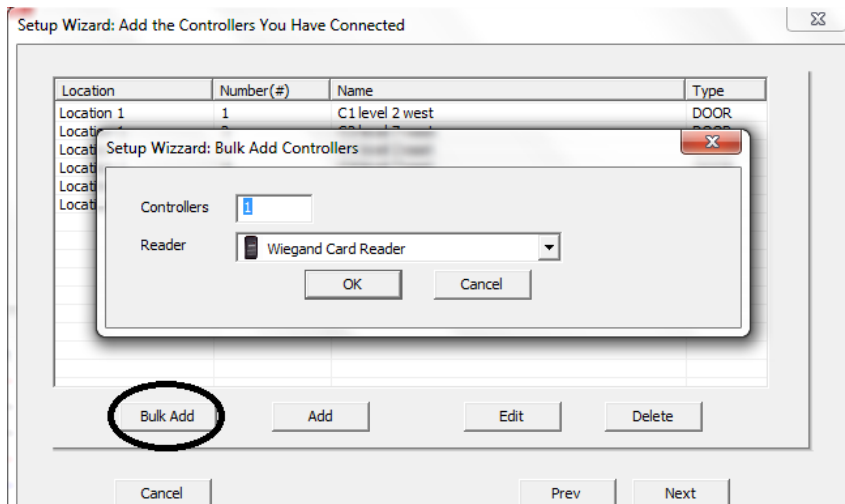 Setup Wizard: Add the Controllers You Have Connected
Location Number(#) Name Type
Location 1 1 C1 level 2 west DOOR
Setup Wizzard: Bulk Add Controllers
Controllers 1
Reader Wiegand Card Reader
OK Cancel
Bulk Add Add Edit Delete
Cancel Prev Next